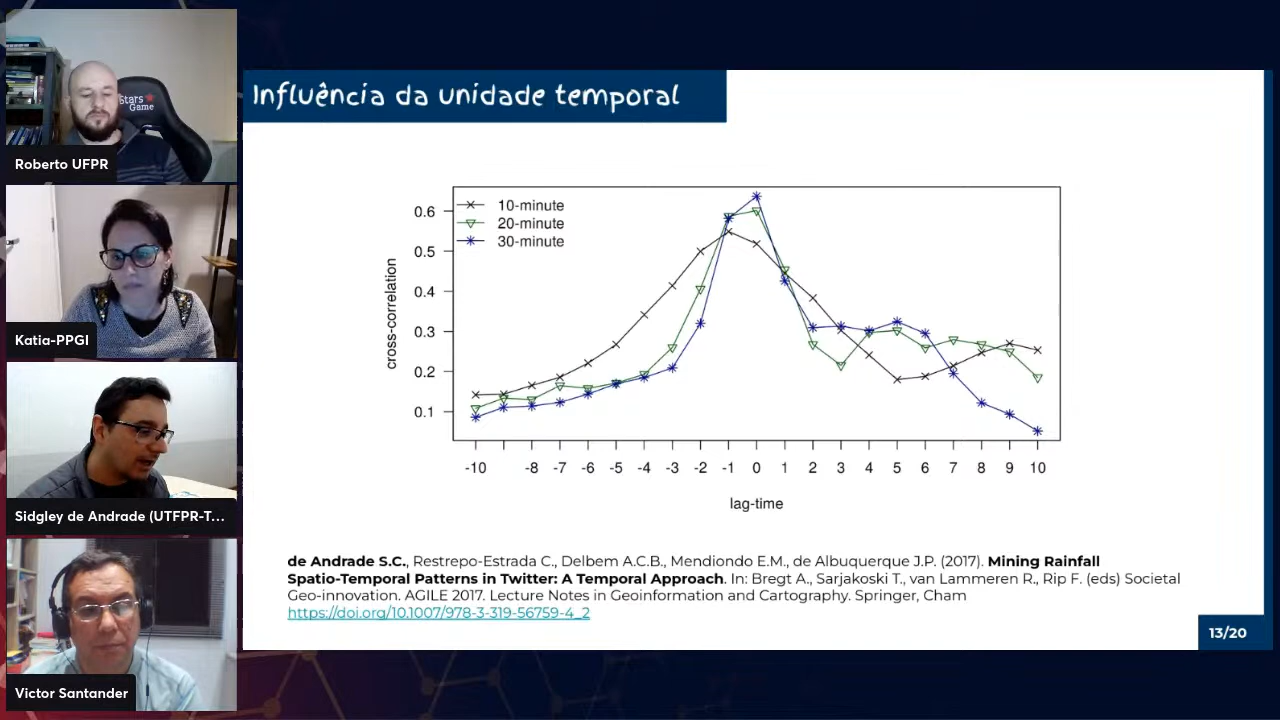 Stars
Game
Roberto UFPR
Katia-PPGI
Sidgley de Andrade (UTFPR-T...
Victor Santander
Influência da unidade temporal
10-minute
20-minute
30-minute
cross-correlation
0.6
0.5
0.4
0.3
0.2
0.1
-10 -8 -7 -6 -5 -4 -3 -2 -1 0 1 2 3 4 5 6 7 8 9 10
lag-time
de Andrade S.C., Restrepo-Estrada C., Delbem A.C.B., Mendiondo E.M., de Albuquerque J.P. (2017). Mining Rainfall
Spatio-Temporal Patterns in Twitter: A Temporal Approach. In: Bregt A., Sarjakoski T., van Lammeren R., Rip F. (eds) Societal
Geo-innovation. AGILE 2017. Lecture Notes in Geoinformation and Cartography. Springer, Cham
https://doi.org/10.1007/978-3-319-56759-4_2
13/20